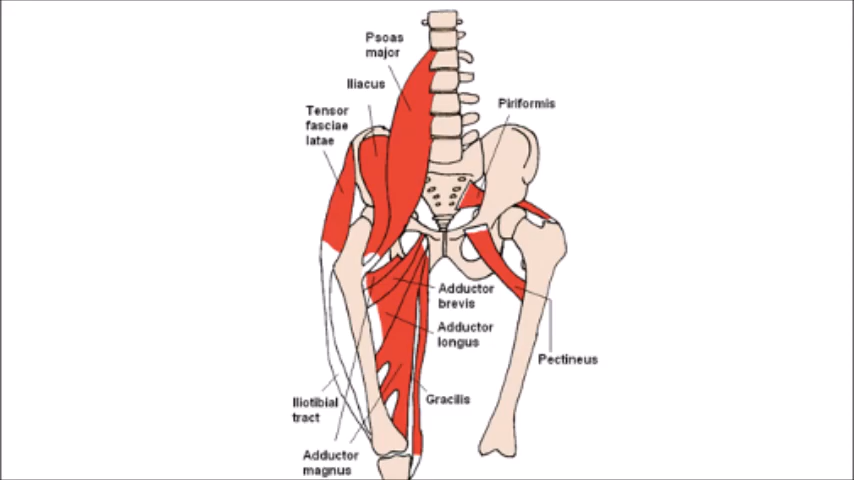 Psoas
major
Iliacus
Tensor
fasciae
latae
Piriformis
Adductor
brevis
Adductor
longus
Pectineus
Gracilis
Iliotibial
tract
Adductor
magnus